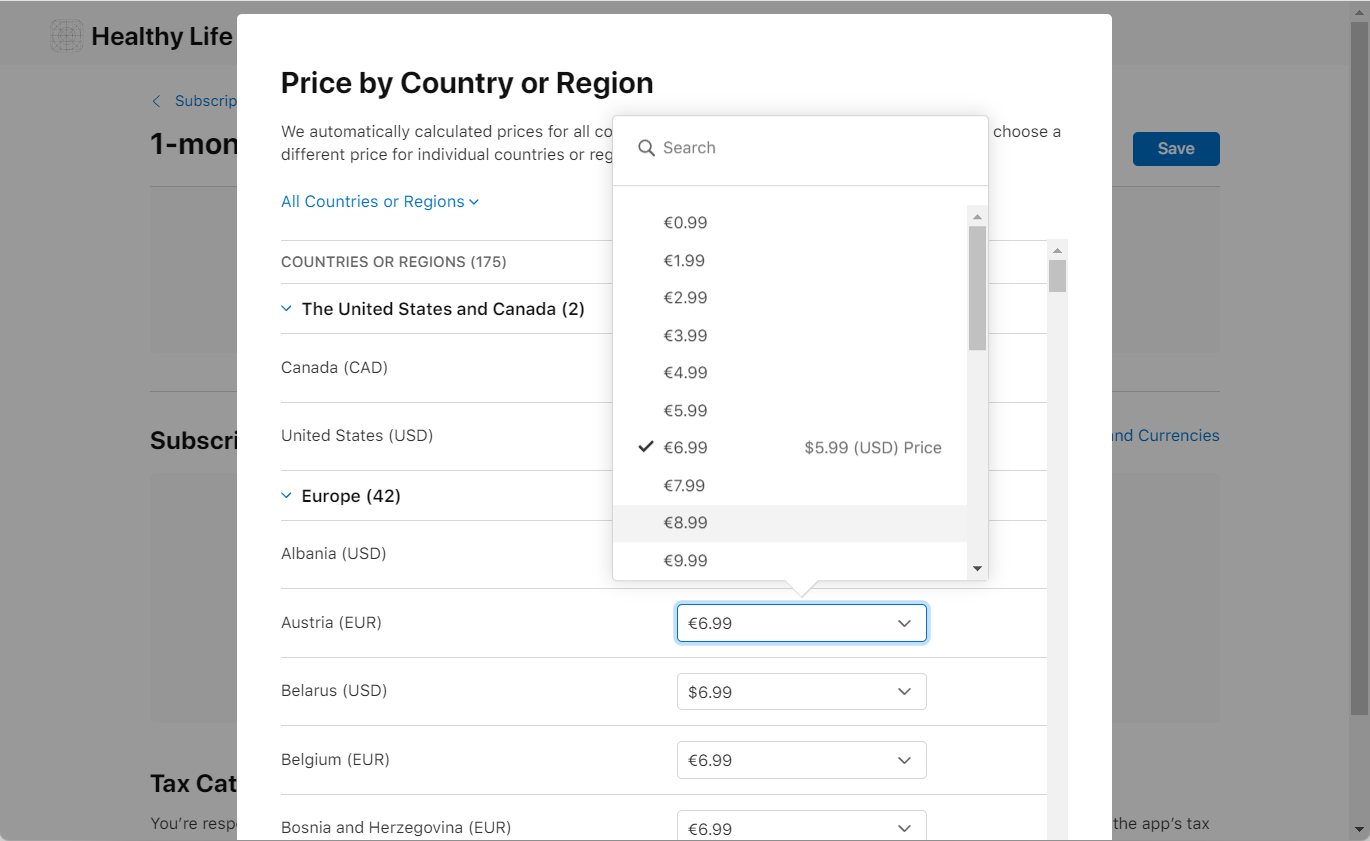 Healthy Life
Subscrip
1-mon
Save
Price by Country or Region
We automatically calculated prices for all co
choose a
different price for individual countries or reg
All Countries or Regions
COUNTRIES OR REGIONS (175)
The United States and Canada (2)
Canada (CAD)
United States (USD)
Europe (42)
Albania (USD)
Austria (EUR)
€6.99
Belarus (USD)
$6.99
Belgium (EUR)
€6.99
Bosnia and Herzegovina (EUR)
€6.99
Search
€0.99
€1.99
€2.99
€3.99
€4.99
€5.99
€6.99 $5.99 (USD) Price
€7.99
€8.99
€9.99
Subscri
nd Currencies
Tax Cat
You're resp
the app's tax